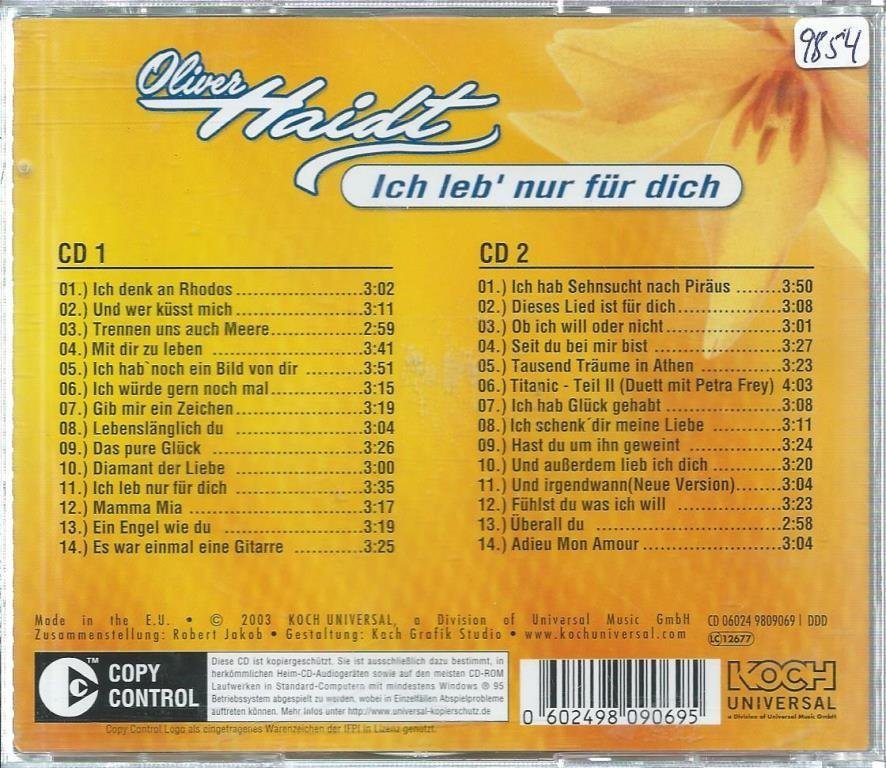 9854
Oliver
Haidt
Ich leb' nur für dich
CD 1
01.) Ich denk an Rhodos..................3:02
02.) Und wer küsst mich..................3:11
03.) Trennen uns auch Meere..............2:59
04.) Mit dir zu leben ...................3:41
05.) Ich hab`noch ein Bild von dir ......3:51
06.) Ich würde gern noch mal.............3:15
07.) Gib mir ein Zeichen.................3:19
08.) Lebenslänglich du ..................3:04
09.) Das pure Glück .....................3:26
10.) Diamant der Liebe ..................3:00
11.) Ich leb nur für dich ...............3:35
12.) Mamma Mia ..........................3:17
13.) Ein Engel wie du ...................3:19
14.) Es war einmal eine Gitarre .........3:25
CD 2
01.) Ich hab Sehnsucht nach Piräus .......3:50
02.) Dieses Lied ist für dich............3:08
03.) Ob ich will oder nicht..............3:01
04.) Seit du bei mir bist ...............3:27
05.) Tausend Träume in Athen ............3:23
06.) Titanic - Teil II (Duett mit Petra Frey) 4:03
07.) Ich hab Glück gehabt ...............3:08
08.) Ich schenk´dir meine Liebe .........3:11
09.) Hast du um ihn geweint .............3:24
10.) Und außerdem lieb ich dich .........3:20
11.) Und irgendwann(Neue Version).......3:04
12.) Fühlst du was ich will .............3:23
13.) Überall du .........................2:58
14.) Adieu Mon Amour.....................3:04
Made in the E.U. • © 2003 KOCH UNIVERSAL, a Division of Universal Music GmbH
Zusammenstellung: Robert Jakob • Gestaltung: Koch Grafik Studio • www.kochuniversal.com
CD 06024 9809069 | DDD
LC 12677
TM
COPY
CONTROL
Diese CD ist kopiergeschützt. Sie ist ausschließlich dazu bestimmt, in
herkömmlichen Heim-CD-Audiogeräten sowie auf den meisten CD-ROM
Laufwerken in Standard-Computern mit mindestens Windows ® 95
Betriebssystem abgespielt zu werden, wobei in Einzelfällen Abspielprobleme
auftreten können. Mehr Infos unter http://www.universal-kopierschutz.de
Copy Control Logo als eingetragenes Warenzeichen der IFPI in Lizenz genutzt.
0 602498 090695
KOCH
UNIVERSAL
a Division of Universal Music GmbH